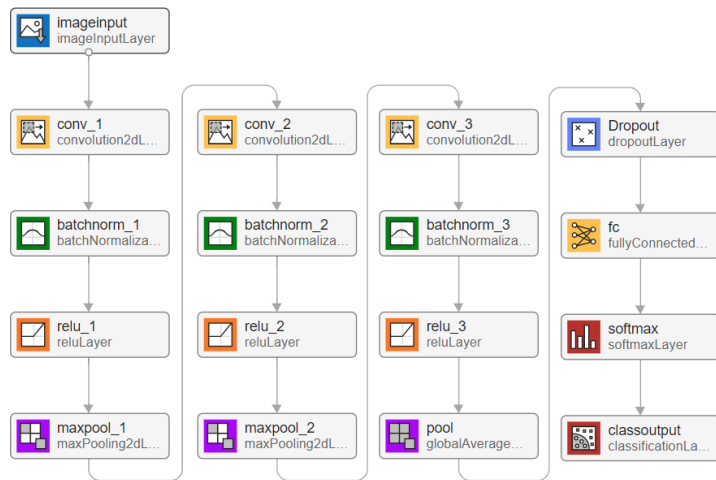 imageinput
imageInputLayer
conv_1
convolution2dL...
batchnorm_1
batchNormaliza...
relu_1
reluLayer
maxpool_1
maxPooling2dL...
conv_2
convolution2dL...
batchnorm_2
batchNormaliza...
relu_2
reluLayer
maxpool_2
maxPooling2dL...
conv_3
convolution2dL...
batchnorm_3
batchNormaliza...
relu_3
reluLayer
pool
globalAverage...
Dropout
dropoutLayer
fc
fullyConnected...
softmax
softmaxLayer
classoutput
classificationLa...